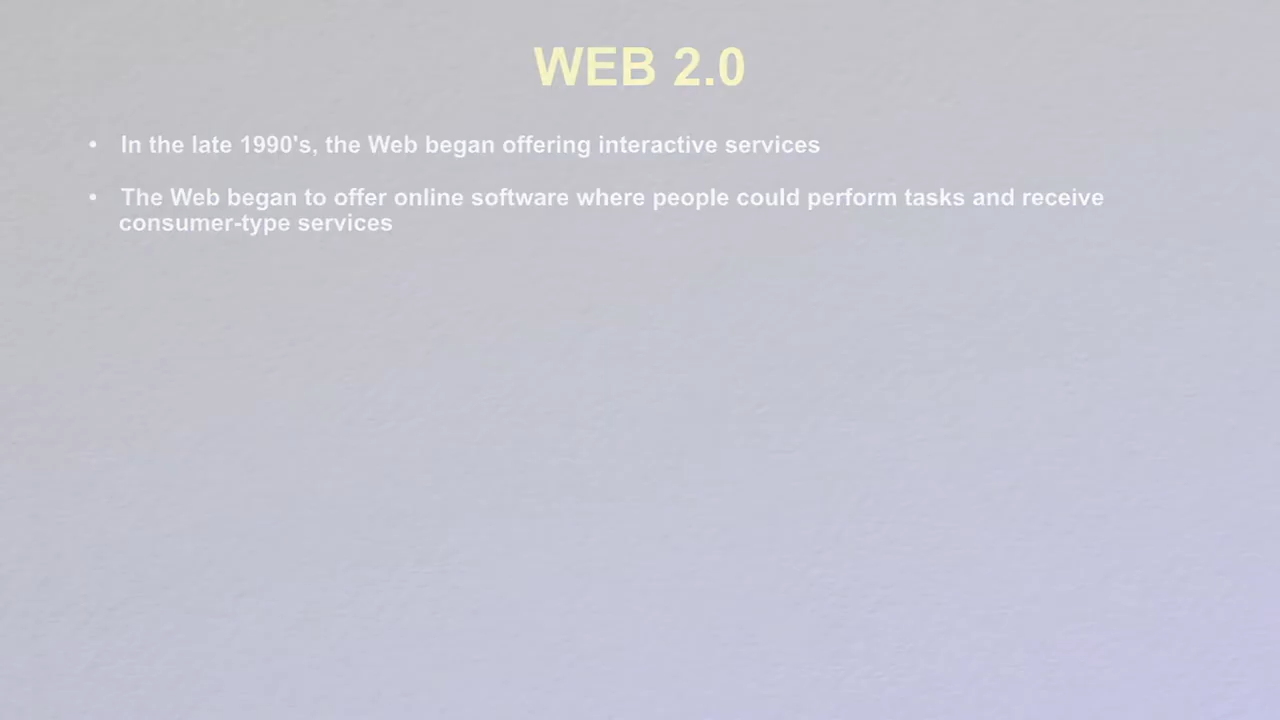 WEB 2.0
• In the late 1990's, the Web began offering interactive services
• The Web began to offer online software where people could perform tasks and receive
consumer-type services